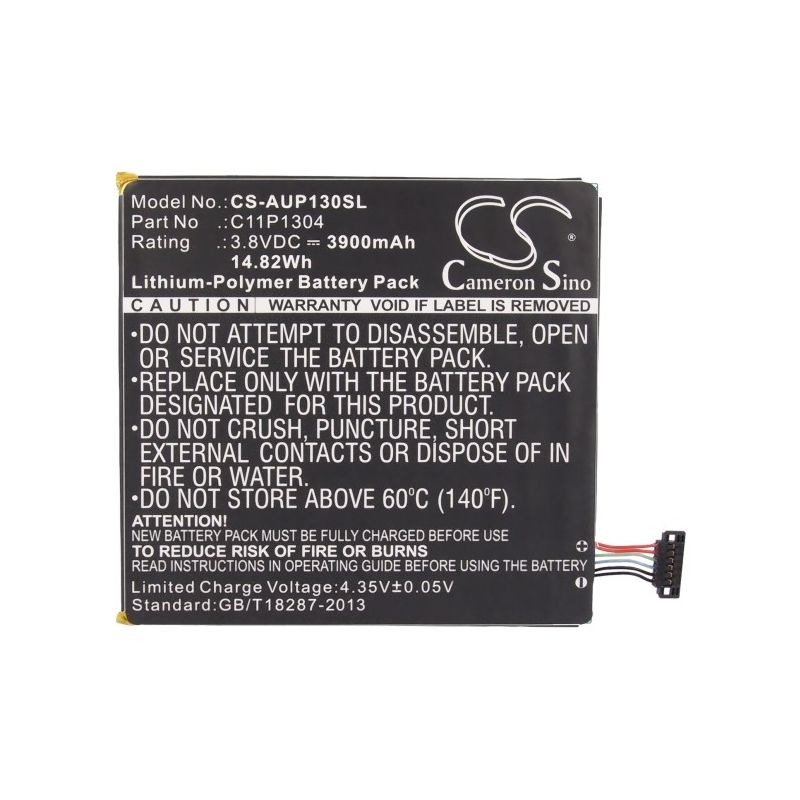 Model No.: CS-AUP130SL
Part No .: C11P1304
Rating .: 3.8VDC ⎓ 3900mAh
14.82Wh
Lithium-Polymer Battery Pack
CS ®
Cameron Sino
CAUTION WARRANTY VOID IF LABEL IS REMOVED
•DO NOT ATTEMPT TO DISASSEMBLE, OPEN
OR SERVICE THE BATTERY PACK.
•REPLACE ONLY WITH THE BATTERY PACK
DESIGNATED FOR THIS PRODUCT.
•DO NOT CRUSH, PUNCTURE, SHORT
EXTERNAL CONTACTS OR DISPOSE OF IN
FIRE OR WATER.
•DO NOT STORE ABOVE 60°C (140°F).
ATTENTION!
NEW BATTERY PACK MUST BE FULLY CHARGED BEFORE USE
TO REDUCE RISK OF FIRE OR BURNS
FULLY CHARGE THE BATTERY PACK BEFORE USING THE BATTERY
Limited Charge Voltage:4.35V±0.05V
Standard:GB/T18287-2013